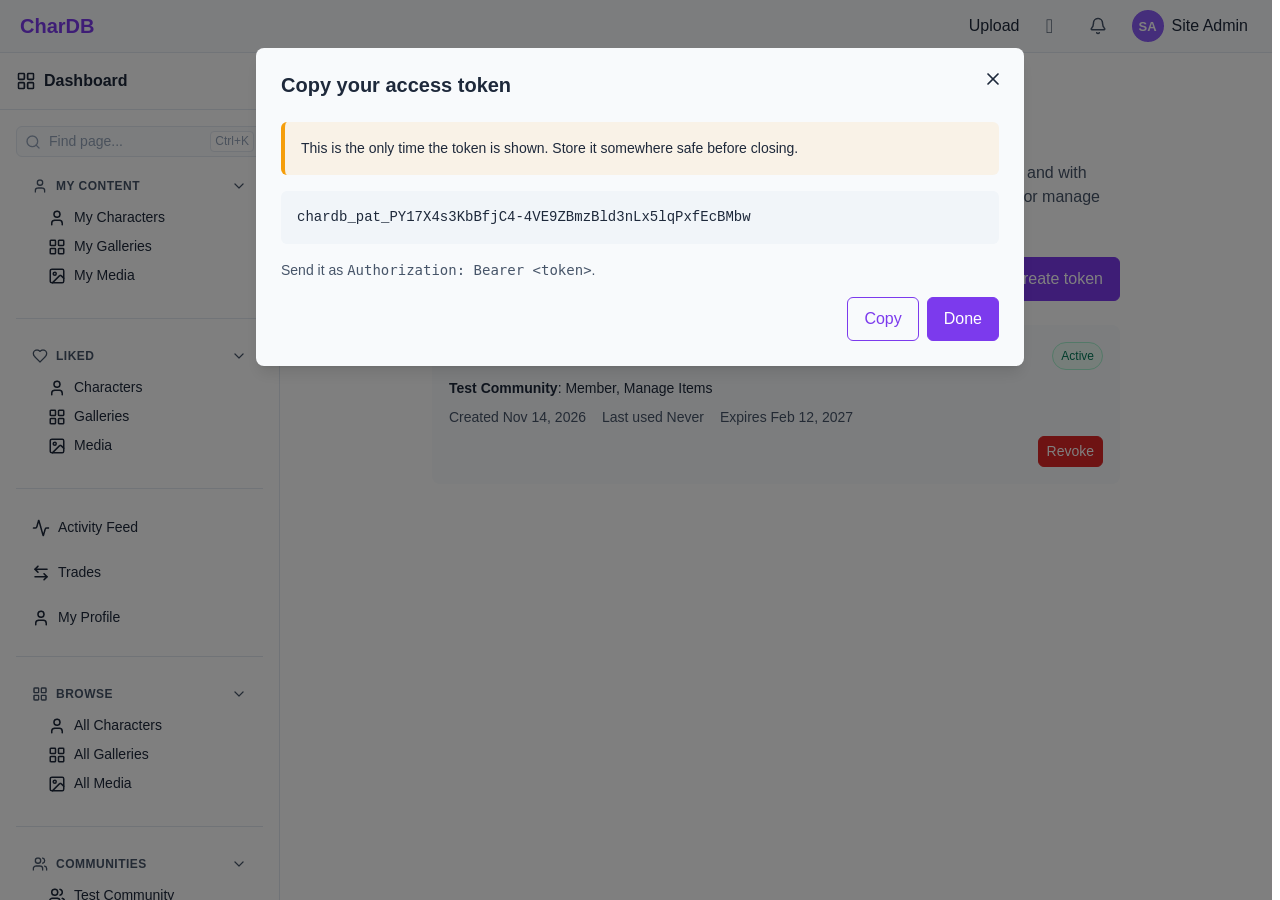 CharDB
Upload
SA
Site Admin
Dashboard
Find page...
Ctrl+K
MY CONTENT
My Characters
My Galleries
My Media
LIKED
Characters
Galleries
Media
Activity Feed
Trades
My Profile
BROWSE
All Characters
All Galleries
All Media
COMMUNITIES
Test Community
Copy your access token
This is the only time the token is shown. Store it somewhere safe before closing.
chardb_pat_PY17X4s3KbBfjC4-4VE9ZBmzBld3nLx5lqPxfEcBMbw
Send it as Authorization: Bearer <token>.
Copy
Done
and with
or manage
reate token
Active
Test Community: Member, Manage Items
Created Nov 14, 2026 Last used Never Expires Feb 12, 2027
Revoke